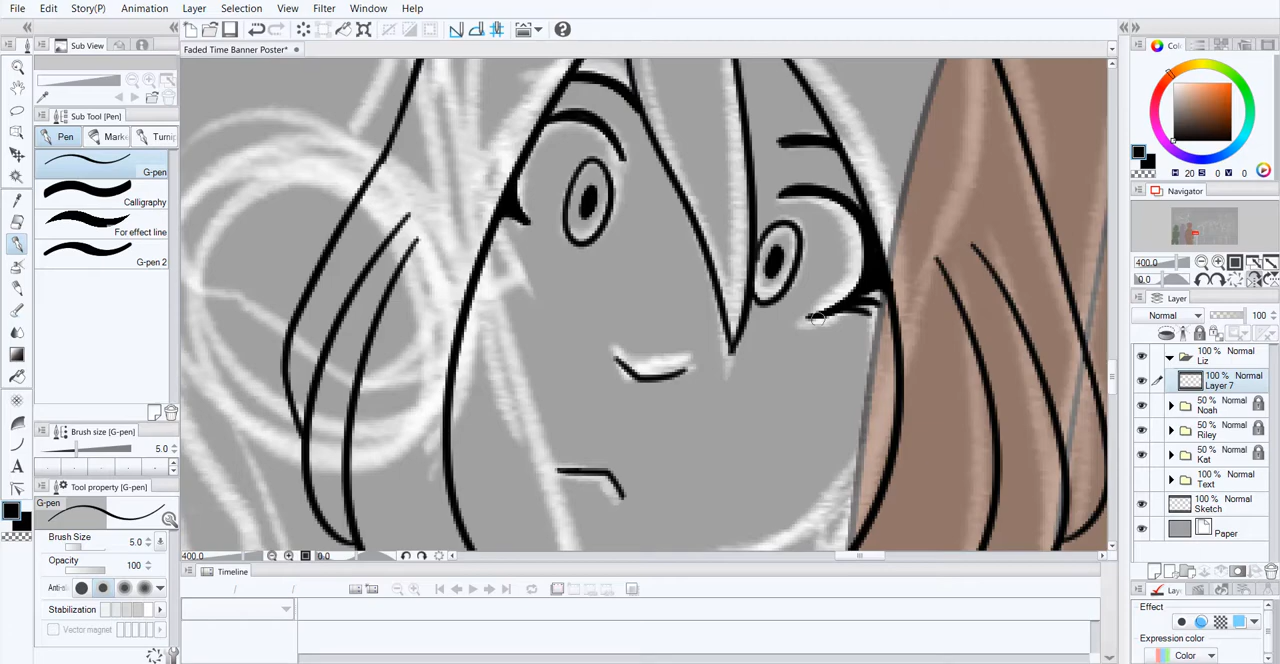 File Edit Story(P) Animation Layer Selection View Filter Window Help
Sub View
Faded Time Banner Poster*
Sub Tool [Pen]
Pen
G-pen
Calligraphy
For effect line
G-pen 2
Brush size [G-pen]
5.0
Tool property [G-pen]
G-pen
Brush Size 5.0
Opacity 100
Stabilization
Vector magnet
H 20 S 0 V 0
Navigator
400.0
0.0
Layer
Normal 100
100 % Normal
Liz
100 % Normal
Layer 7
50 % Normal
Noah
50 % Normal
Riley
50 % Normal
Kat
100 % Normal
Text
100 % Normal
Sketch
Paper
400.0 0.0
Timeline
Effect
Expression color
Color